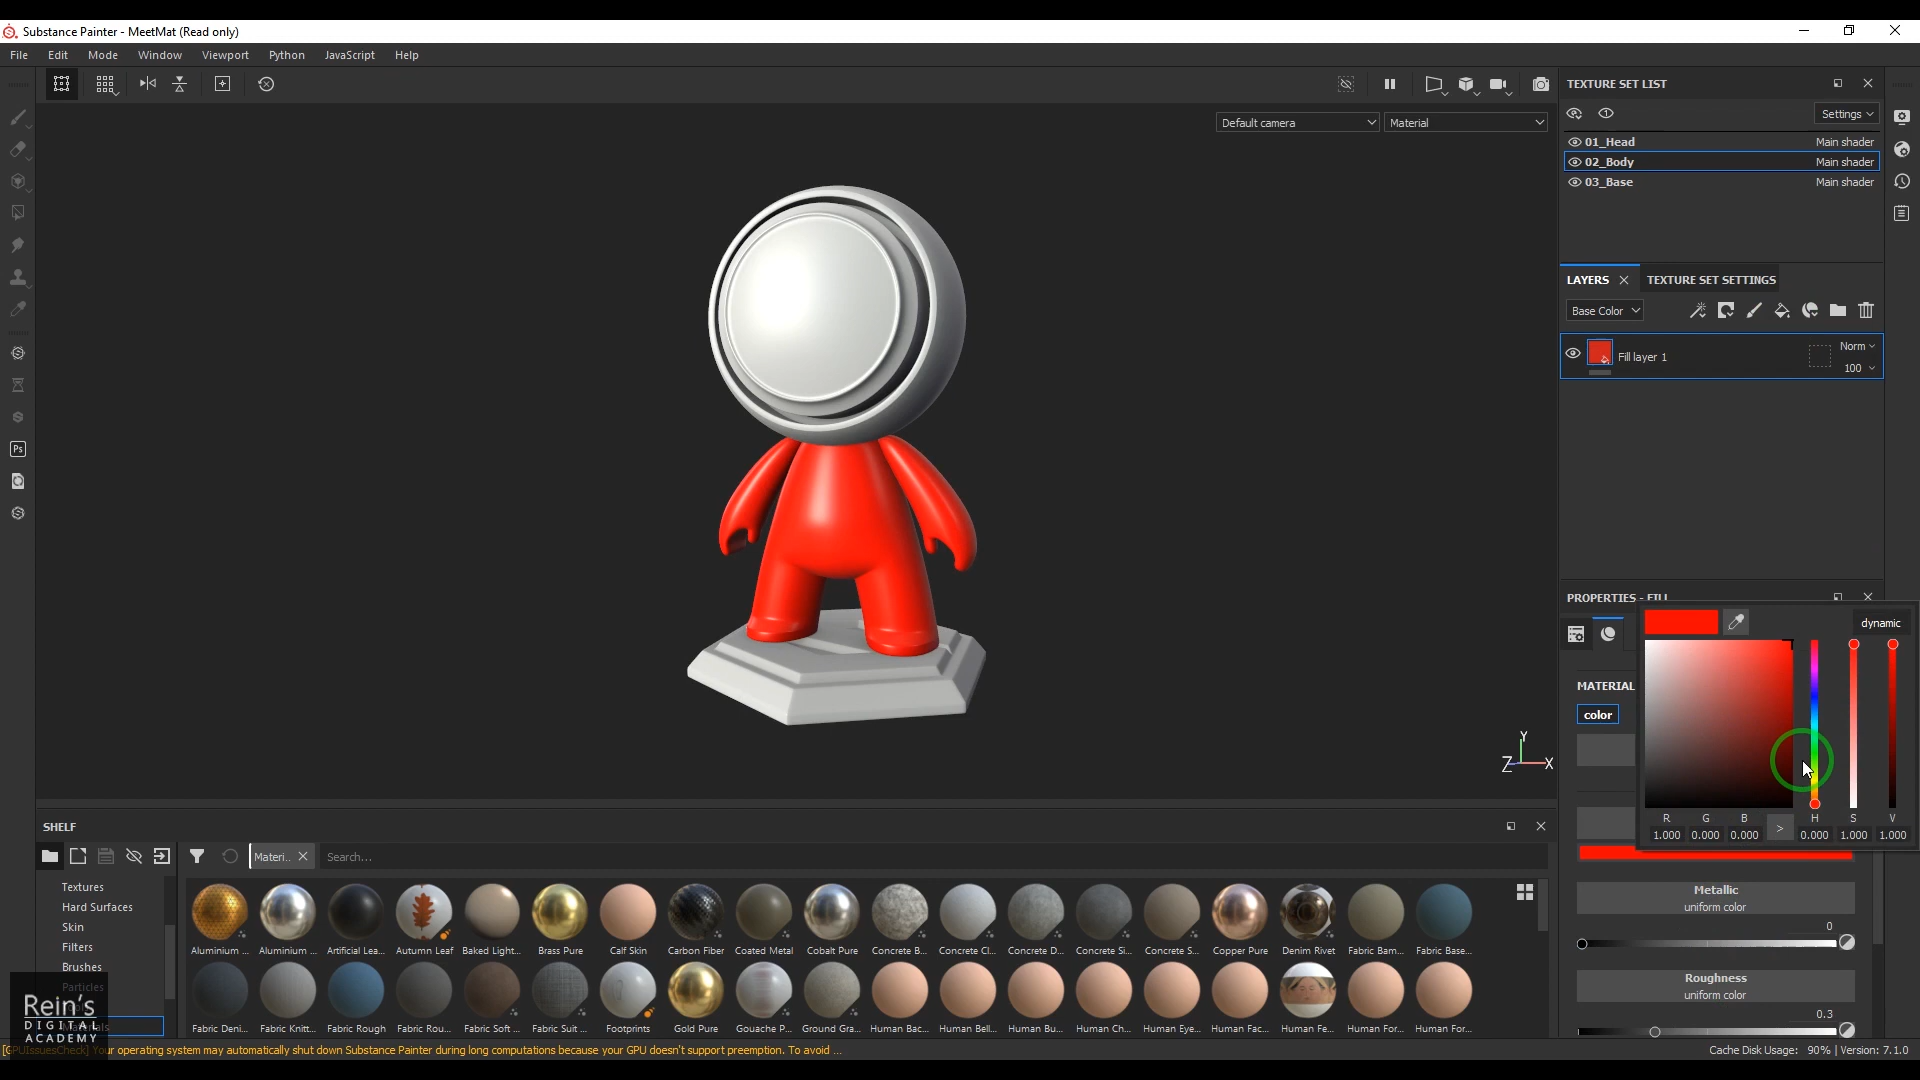 Substance Painter - MeetMat (Read only)
File Edit Mode Window Viewport Python JavaScript Help
TEXTURE SET LIST
Settings
Default camera
Material
01_Head Main shader
02_Body Main shader
03_Base Main shader
LAYERS
TEXTURE SET SETTINGS
Base Color
Fill layer 1
Norm
100
Ps
PROPERTIES - FILL
dynamic
MATERIAL
color
R G B H S V
1.000 0.000 0.000 > 0.000 1.000 1.000
Metallic
uniform color
0
Roughness
uniform color
0.3
Y
Z X
SHELF
Materi..
Search...
Textures
Hard Surfaces
Skin
Filters
Brushes
Particles
Aluminium ... Aluminium ... Artificial Lea... Autumn Leaf Baked Light... Brass Pure Calf Skin Carbon Fiber Coated Metal Cobalt Pure Concrete B... Concrete Cl... Concrete D... Concrete Si... Concrete S... Copper Pure Denim Rivet Fabric Bam... Fabric Base...
Fabric Deni... Fabric Knitt... Fabric Rough Fabric Rou... Fabric Soft ... Fabric Suit ... Footprints Gold Pure Gouache P... Ground Gra... Human Bac... Human Bell... Human Bu... Human Ch... Human Eye... Human Fac... Human Fe... Human For... Human For...
Rein's
DIGITAL
ACADEMY
[GPUIssuesCheck] Your operating system may automatically shut down Substance Painter during long computations because your GPU doesn't support preemption. To avoid ...
Cache Disk Usage: 90% | Version: 7.1.0